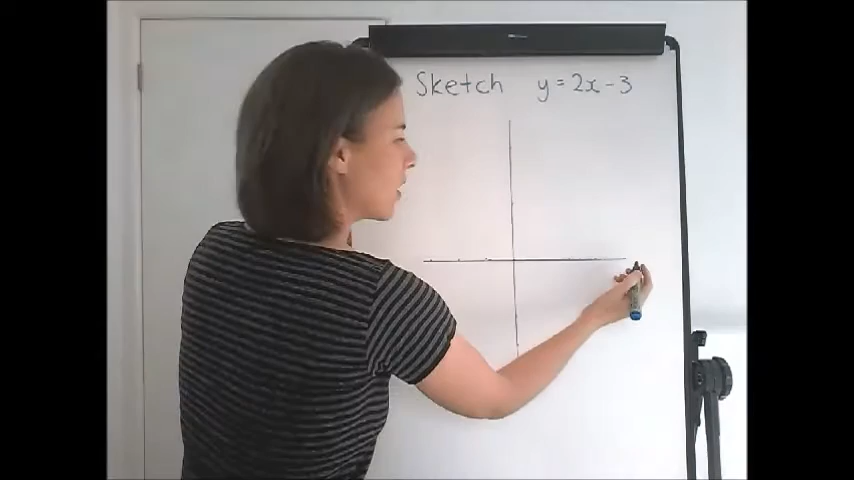 Sketch y = 2x - 3